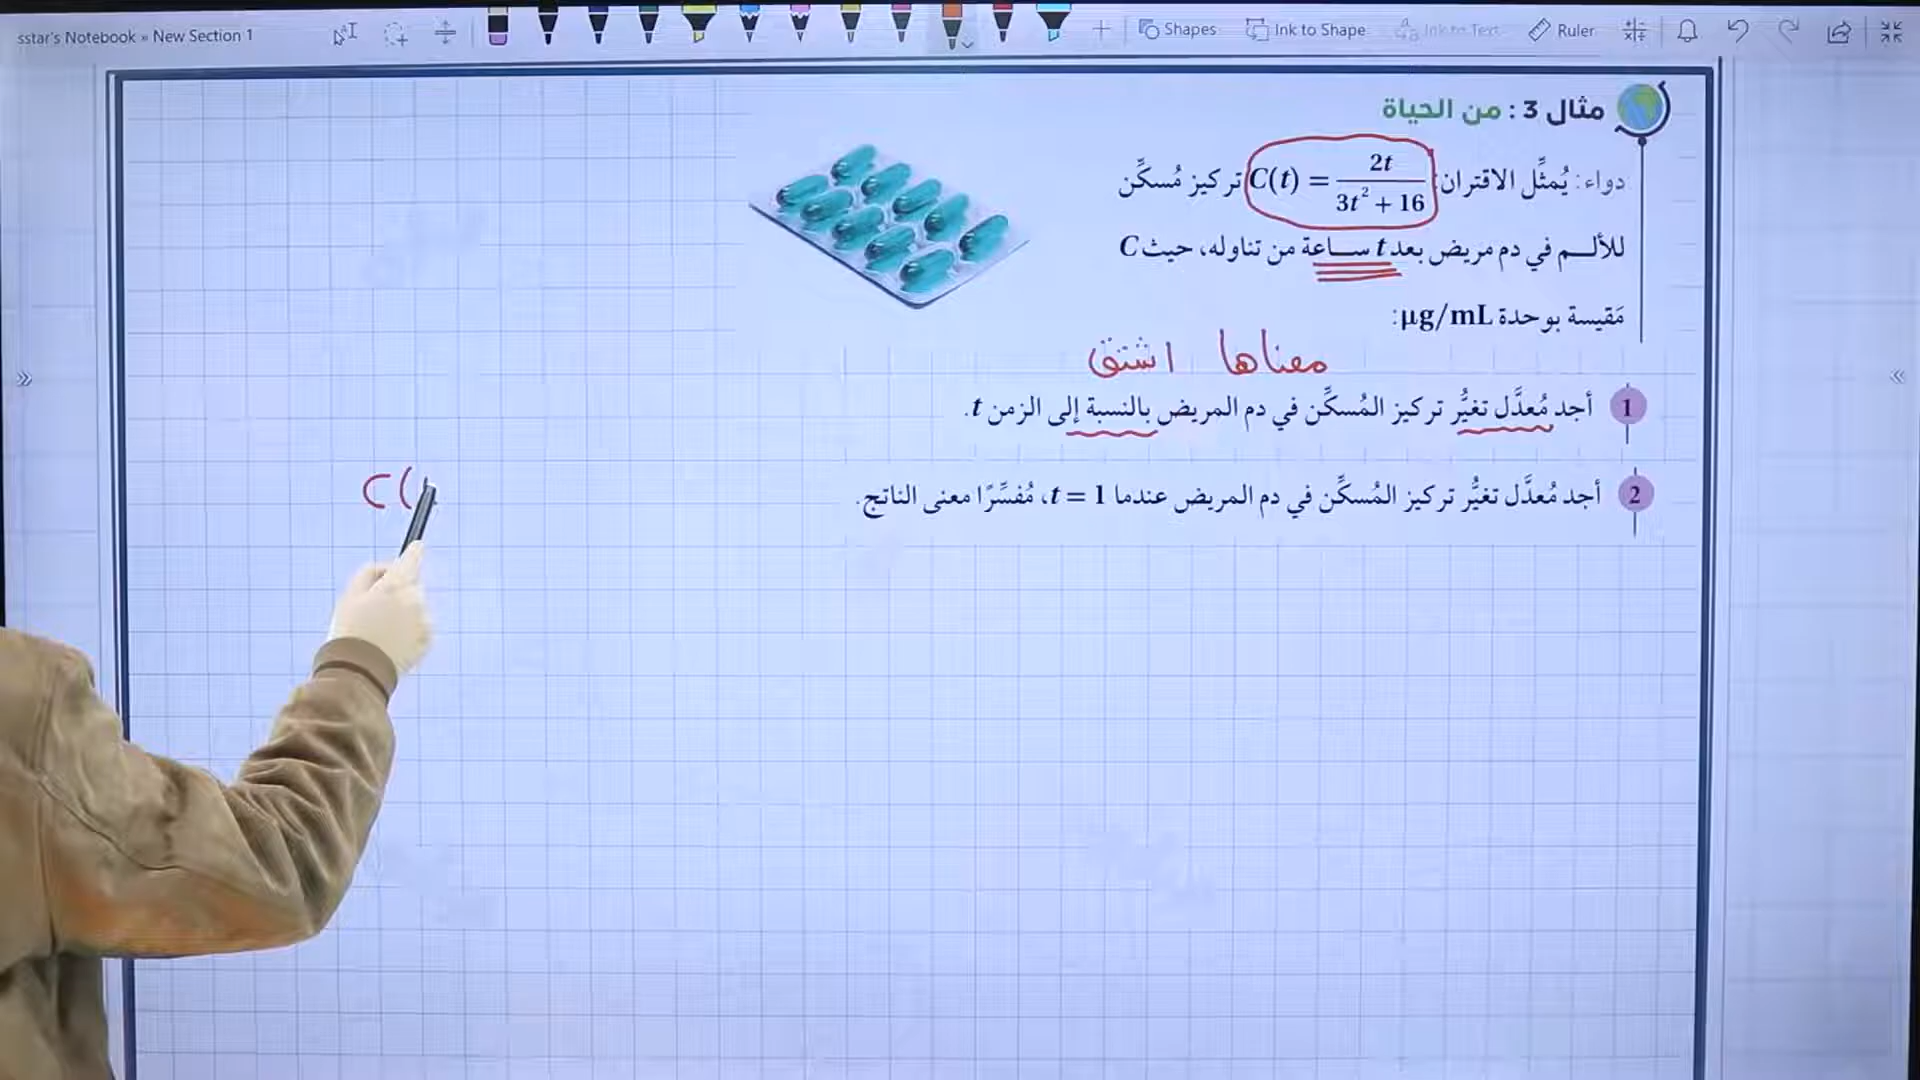 sstar's Notebook » New Section 1
Shapes Ink to Shape Ink to Text Ruler
مثال 3 : من الحياة
دواء: يُمثِّل الاقتران: C(t) = 2t / (3t² + 16) تركيز مُسكِّن
للألـــم في دم مريض بعد t ســـاعة من تناوله، حيث C
مَقيسة بوحدة µg/mL:
معناها اشتق
1 أجد مُعدَّل تغيُّر تركيز المُسكِّن في دم المريض بالنسبة إلى الزمن t.
2 أجد مُعدَّل تغيُّر تركيز المُسكِّن في دم المريض عندما t = 1، مُفسِّرًا معنى الناتج.
C(